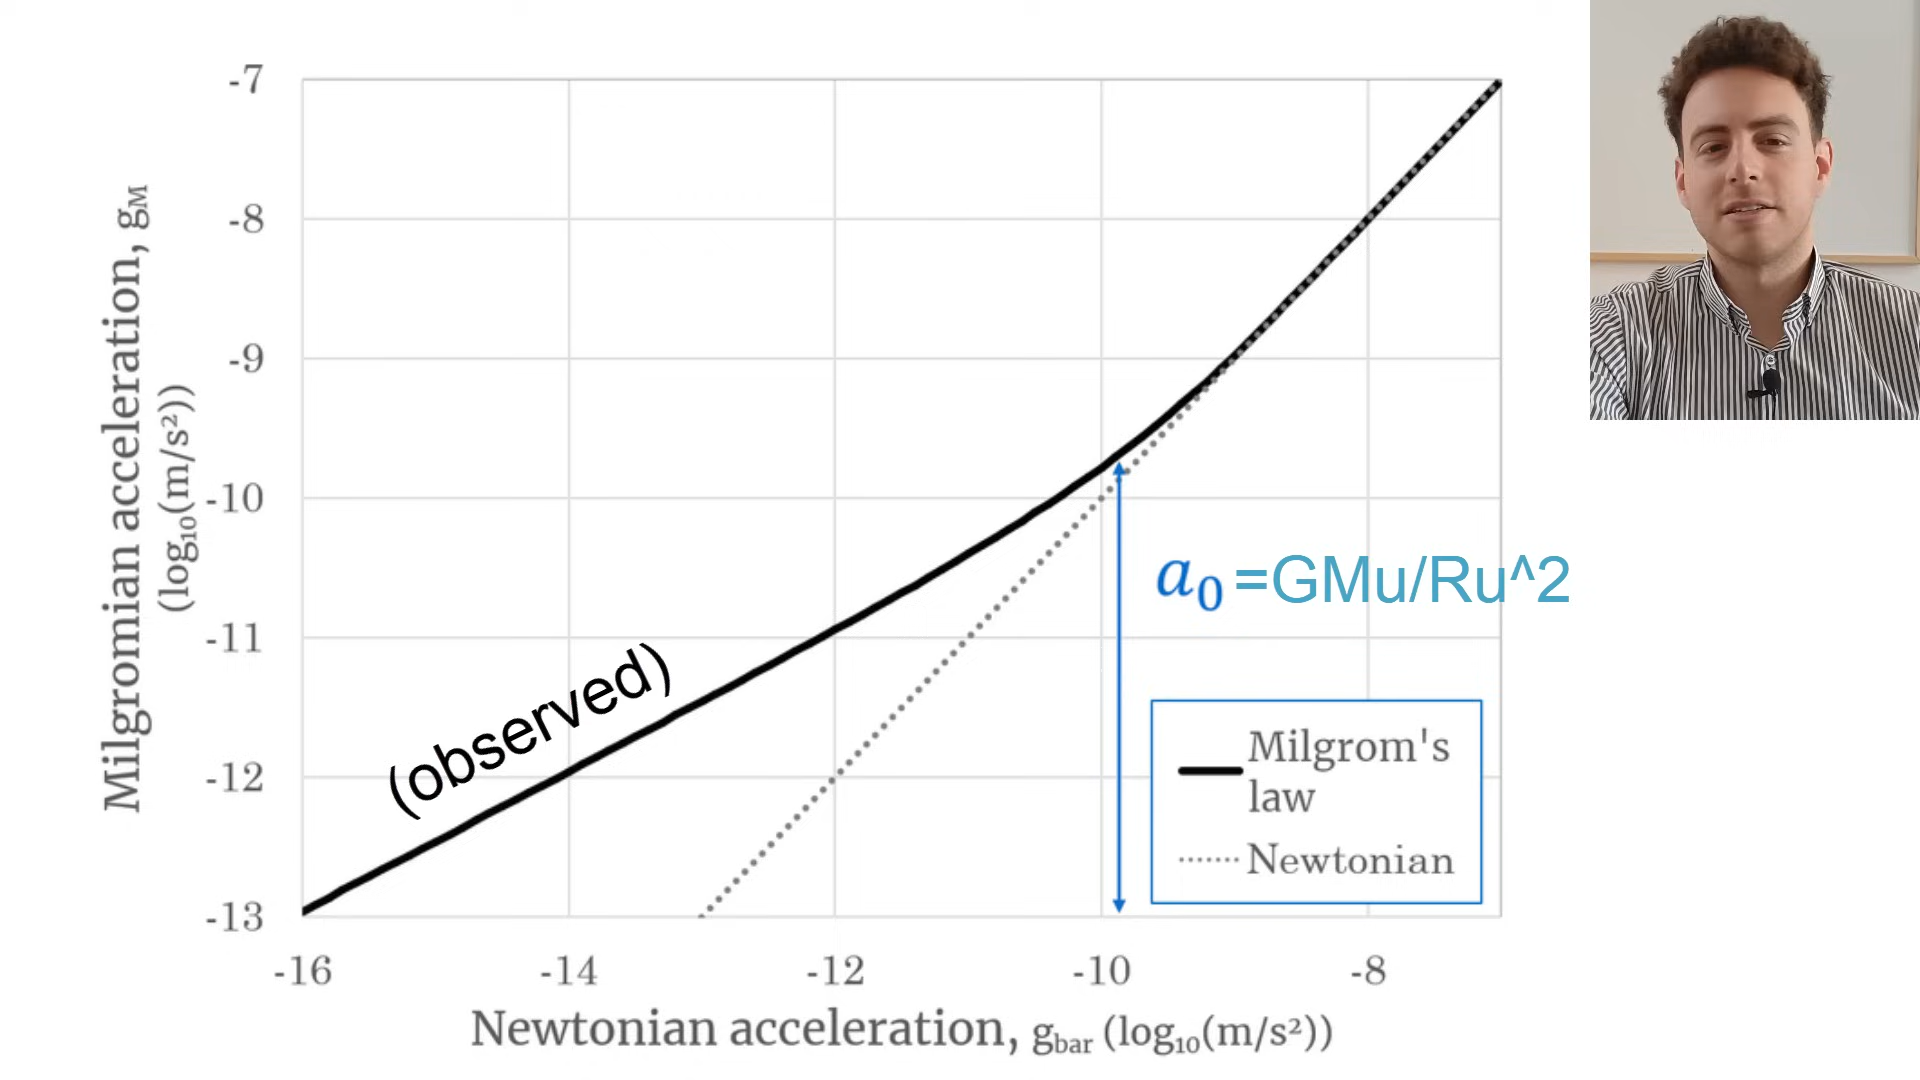 -7
-8
-9
-10
-11
-12
-13
Milgromian acceleration, gM
(log₁₀(m/s²))
(observed)
a₀ =GMu/Ru^2
Milgrom's
law
Newtonian
-16 -14 -12 -10 -8
Newtonian acceleration, gbar (log₁₀(m/s²))